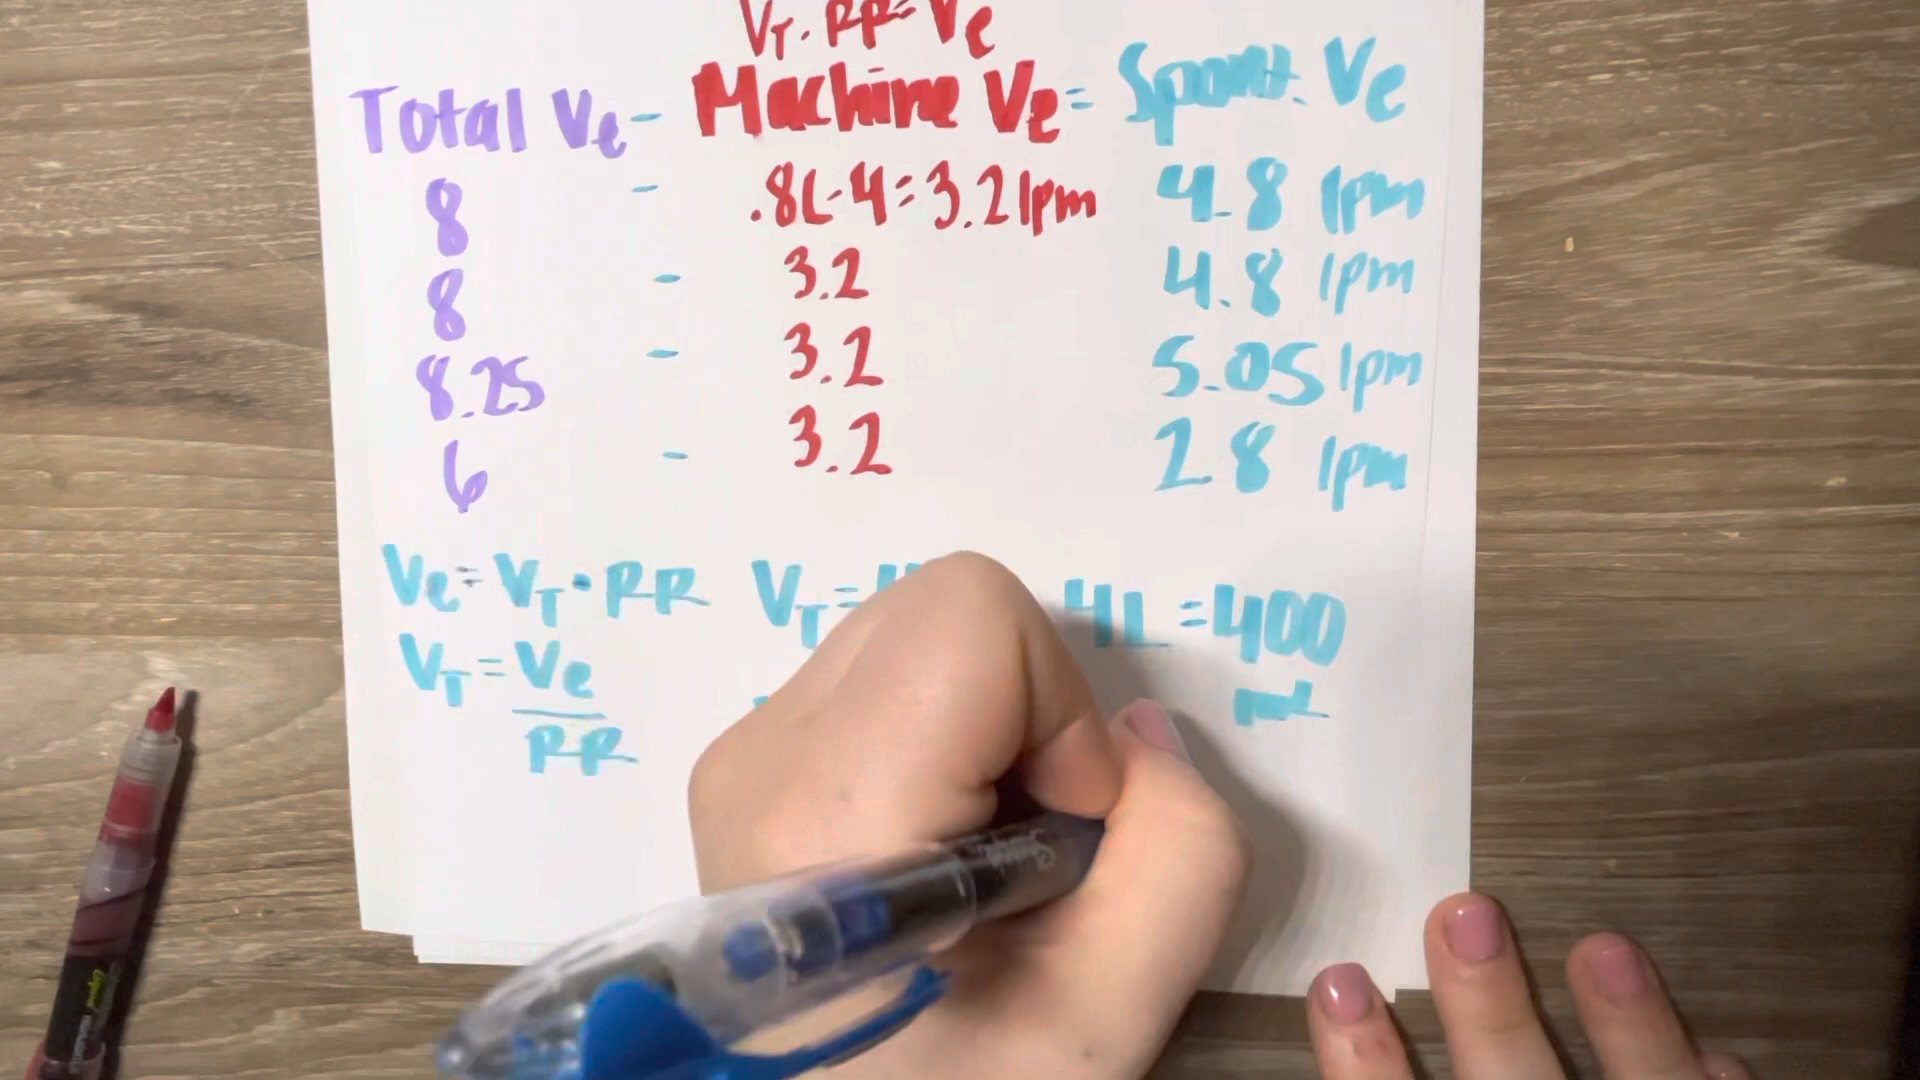 VT · RR = Ve
Total Ve - Machine Ve = Spont. Ve
8 - .8L·4 = 3.2 lpm 4.8 lpm
8 - 3.2 4.8 lpm
8.25 - 3.2 5.05 lpm
6 - 3.2 2.8 lpm
Ve = VT · RR VT = 4L = 400
VT = Ve ml
RR
Sharpie